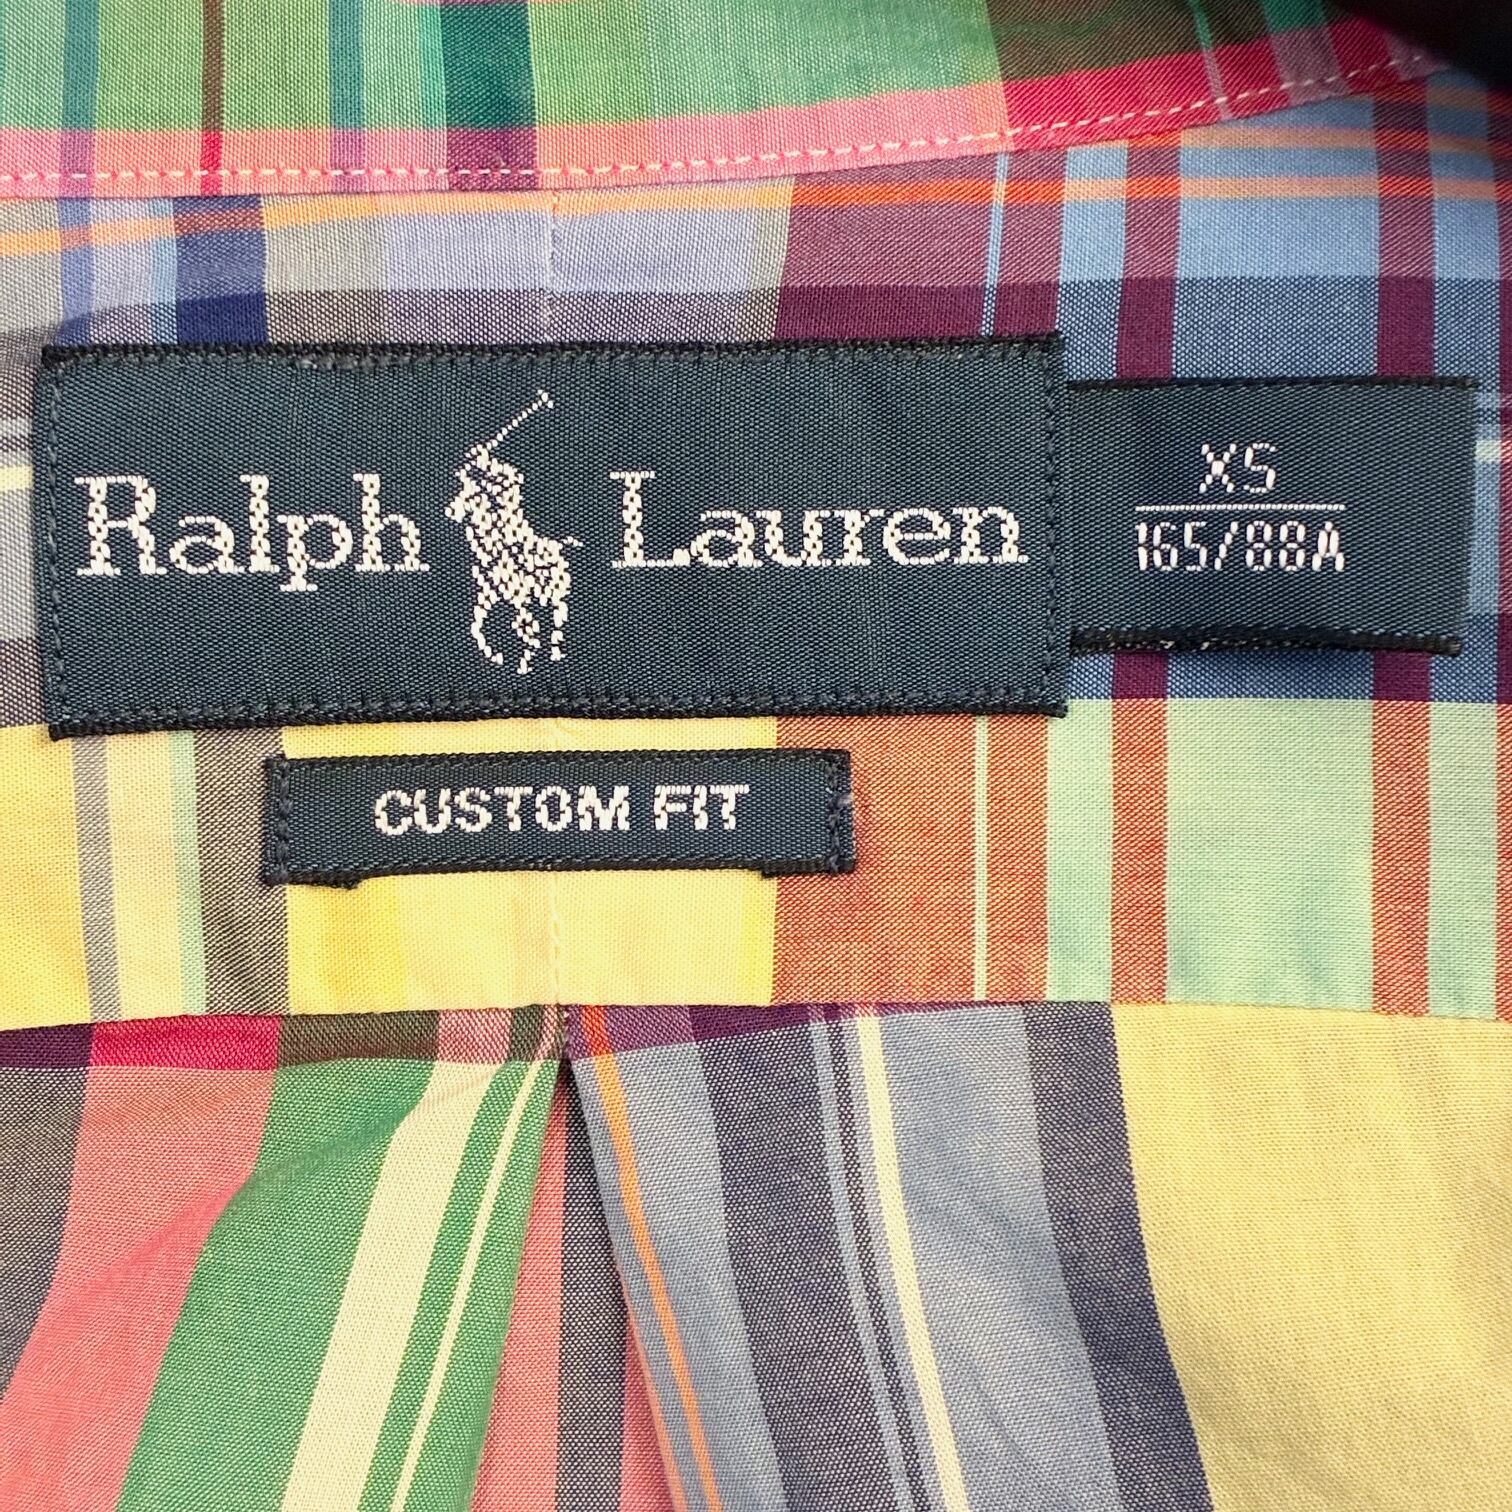 Ralph Lauren
XS
165/88A
CUSTOM FIT